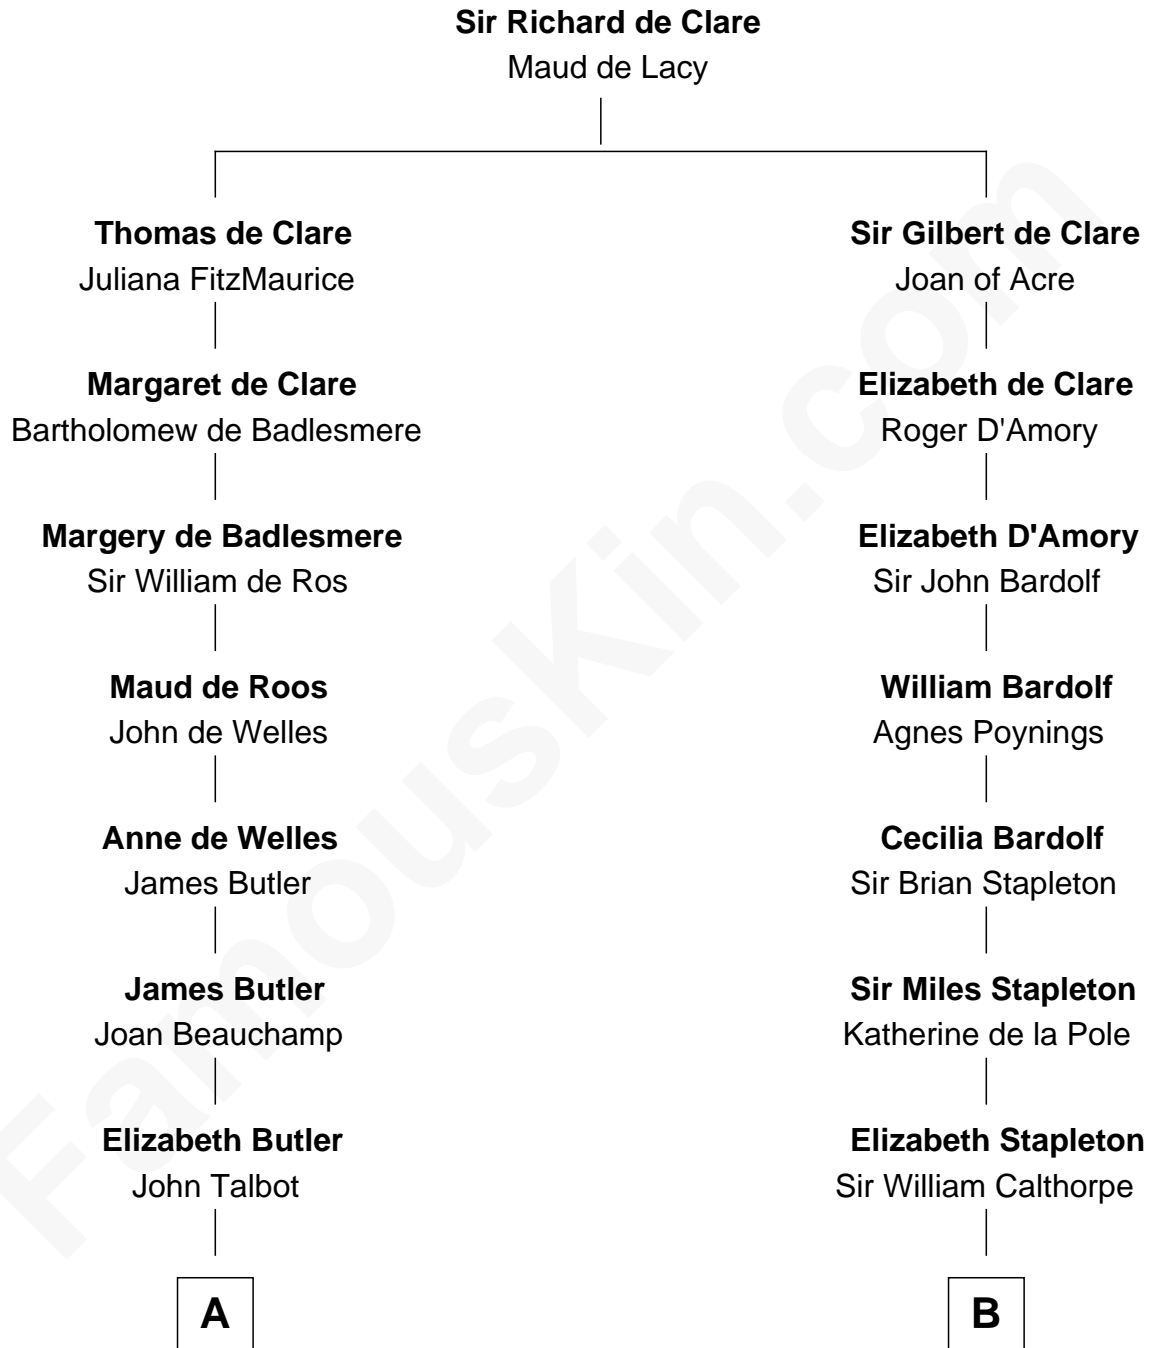 Sir Richard de Clare
Maud de Lacy
Thomas de Clare
Juliana FitzMaurice
Margaret de Clare
Bartholomew de Badlesmere
Margery de Badlesmere
Sir William de Ros
Maud de Roos
John de Welles
Anne de Welles
James Butler
James Butler
Joan Beauchamp
Elizabeth Butler
John Talbot
A
Sir Gilbert de Clare
Joan of Acre
Elizabeth de Clare
Roger D'Amory
Elizabeth D'Amory
Sir John Bardolf
William Bardolf
Agnes Poynings
Cecilia Bardolf
Sir Brian Stapleton
Sir Miles Stapleton
Katherine de la Pole
Elizabeth Stapleton
Sir William Calthorpe
B
FamousKin.com